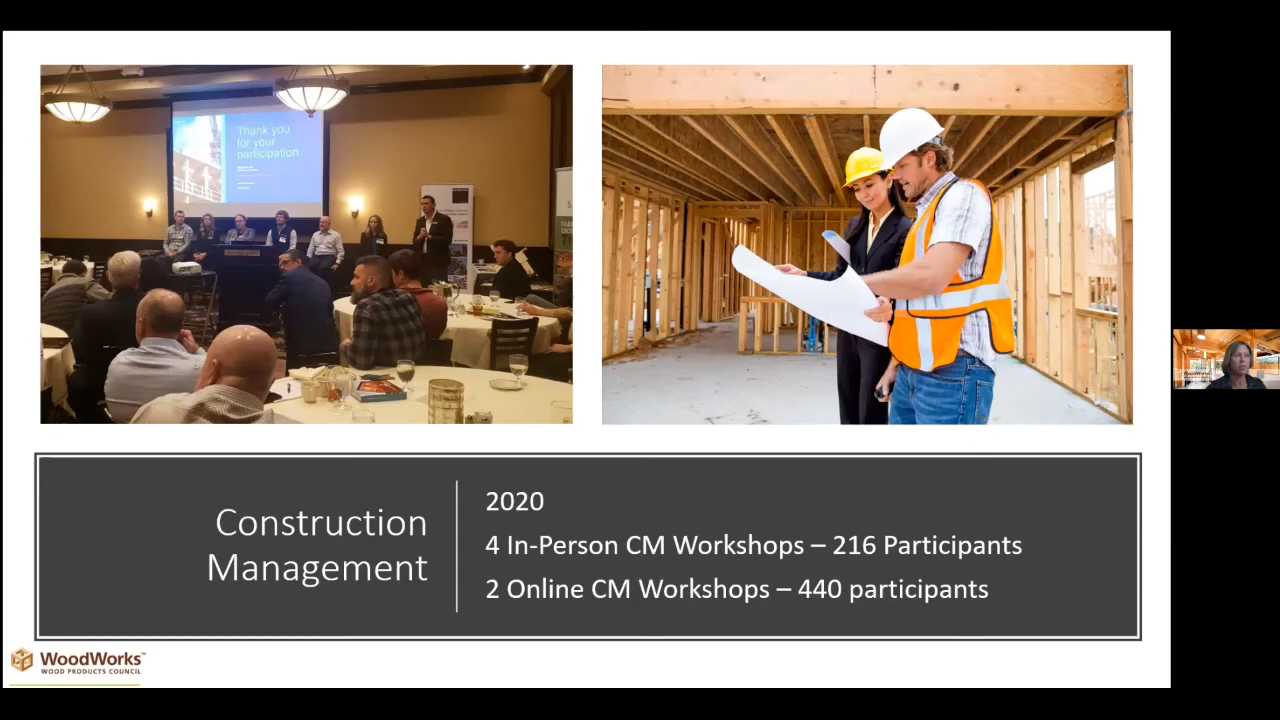 Thank you
for your
participation
Construction
Management
2020
4 In-Person CM Workshops – 216 Participants
2 Online CM Workshops – 440 participants
WoodWorks™
WOOD PRODUCTS COUNCIL